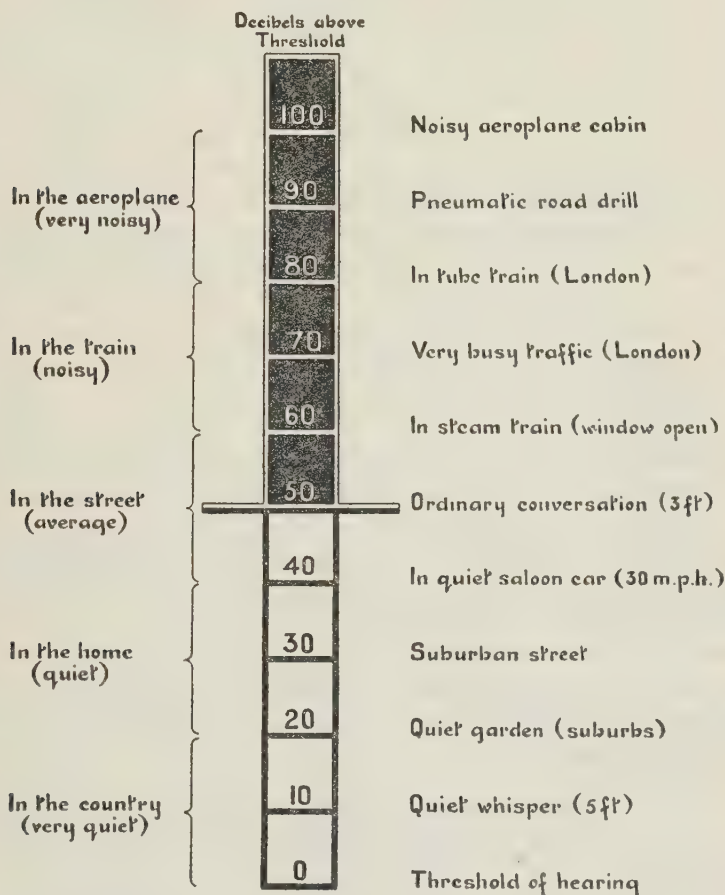 Decibels above
Threshold
100
Noisy aeroplane cabin
In the aeroplane
(very noisy)
90
Pneumatic road drill
80
In tube train (London)
In the train
(noisy)
70
Very busy traffic (London)
60
In steam train (window open)
In the street
(average)
50
Ordinary conversation (3ft)
40
In quiet saloon car (30 m.p.h.)
In the home
(quiet)
30
Suburban street
20
Quiet garden (suburbs)
In the country
(very quiet)
10
Quiet whisper (5ft)
0
Threshold of hearing